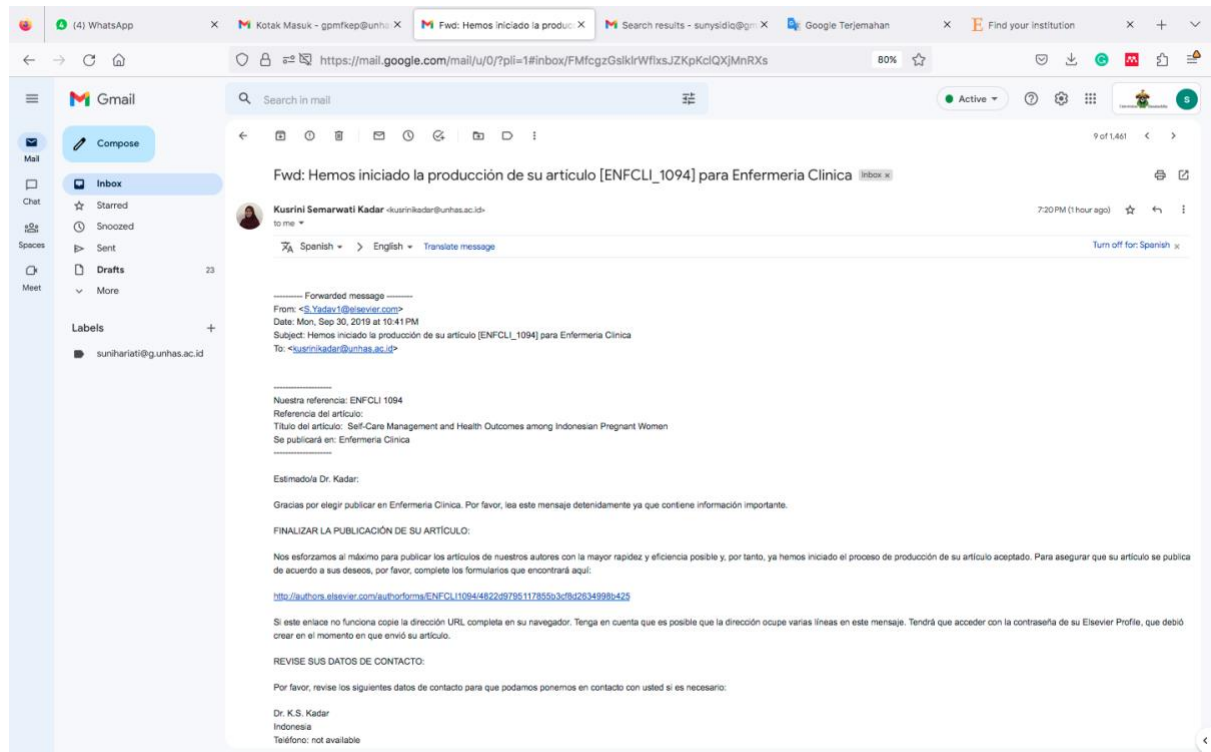 (4) WhatsApp
Kotak Masuk - gpmfkep@unha
Fwd: Hemos iniciado la produc
Search results - sunysidiq@gm
Google Terjemahan
Find your institution
https://mail.google.com/mail/u/0/?pli=1#inbox/FMfcgzGslklrWfixsJZKpKclQXjMnRXs
80%
Gmail
Search in mail
Active
Mail
Chat
Spaces
Meet
Compose
Inbox
Starred
Snoozed
Sent
Drafts 23
More
Labels
sunihariati@g.unhas.ac.id
9 of 1,461
Fwd: Hemos iniciado la producción de su artículo [ENFCLI_1094] para Enfermeria Clinica Inbox x
Kusrini Semarwati Kadar <kusrinikadar@unhas.ac.id>
7:20 PM (1 hour ago)
to me
Spanish > English Translate message
Turn off for: Spanish x
---------- Forwarded message ---------
From: <S.Yadav1@elsevier.com>
Date: Mon, Sep 30, 2019 at 10:41 PM
Subject: Hemos iniciado la producción de su artículo [ENFCLI_1094] para Enfermeria Clinica
To: <kusrinikadar@unhas.ac.id>
--------------------
Nuestra referencia: ENFCLI 1094
Referencia del artículo:
Título del artículo: Self-Care Management and Health Outcomes among Indonesian Pregnant Women
Se publicará en: Enfermeria Clinica
--------------------
Estimado/a Dr. Kadar:
Gracias por elegir publicar en Enfermeria Clinica. Por favor, lea este mensaje detenidamente ya que contiene información importante.
FINALIZAR LA PUBLICACIÓN DE SU ARTÍCULO:
Nos esforzamos al máximo para publicar los artículos de nuestros autores con la mayor rapidez y eficiencia posible y, por tanto, ya hemos iniciado el proceso de producción de su artículo aceptado. Para asegurar que su artículo se publica
de acuerdo a sus deseos, por favor, complete los formularios que encontrará aquí:
http://authors.elsevier.com/authorforms/ENFCLI1094/4822d9795117855b3cf8d2634998b425
Si este enlace no funciona copie la dirección URL completa en su navegador. Tenga en cuenta que es posible que la dirección ocupe varias líneas en este mensaje. Tendrá que acceder con la contraseña de su Elsevier Profile, que debió
crear en el momento en que envió su artículo.
REVISE SUS DATOS DE CONTACTO:
Por favor, revise los siguientes datos de contacto para que podamos ponernos en contacto con usted si es necesario:
Dr. K.S. Kadar
Indonesia
Teléfono: not available